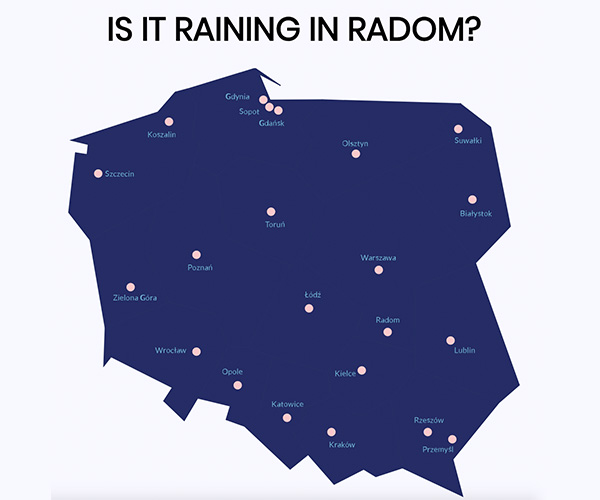 IS IT RAINING IN RADOM?
Gdynia
Sopot
Gdańsk
Koszalin
Suwałki
Olsztyn
Szczecin
Białystok
Toruń
Warszawa
Poznań
Zielona Góra
Łódź
Radom
Wrocław
Lublin
Opole
Kielce
Katowice
Rzeszów
Kraków
Przemyśl